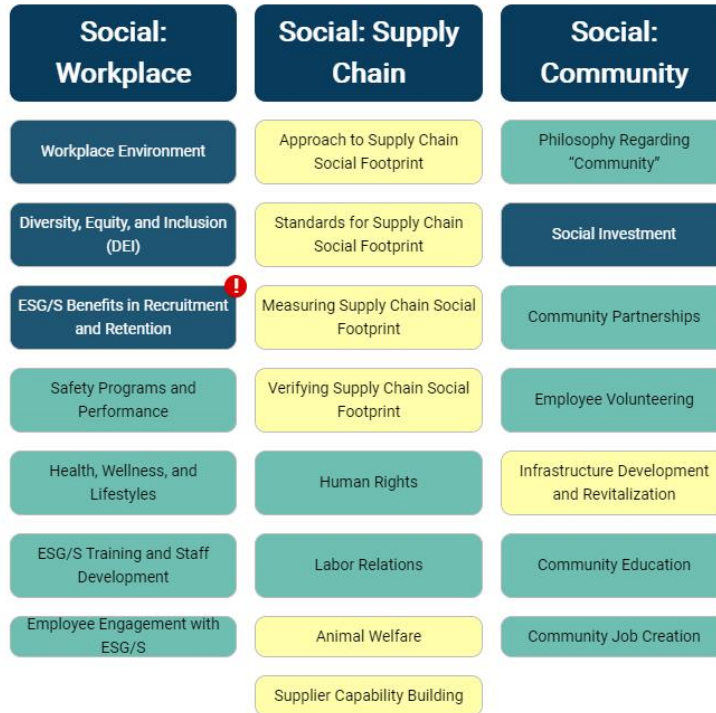 Social:
Workplace
Workplace Environment
Diversity, Equity, and Inclusion
(DEI)
!
ESG/S Benefits in Recruitment
and Retention
Safety Programs and
Performance
Health, Wellness, and
Lifestyles
ESG/S Training and Staff
Development
Employee Engagement with
ESG/S
Social: Supply
Chain
Approach to Supply Chain
Social Footprint
Standards for Supply Chain
Social Footprint
Measuring Supply Chain Social
Footprint
Verifying Supply Chain Social
Footprint
Human Rights
Labor Relations
Animal Welfare
Supplier Capability Building
Social:
Community
Philosophy Regarding
“Community”
Social Investment
Community Partnerships
Employee Volunteering
Infrastructure Development
and Revitalization
Community Education
Community Job Creation